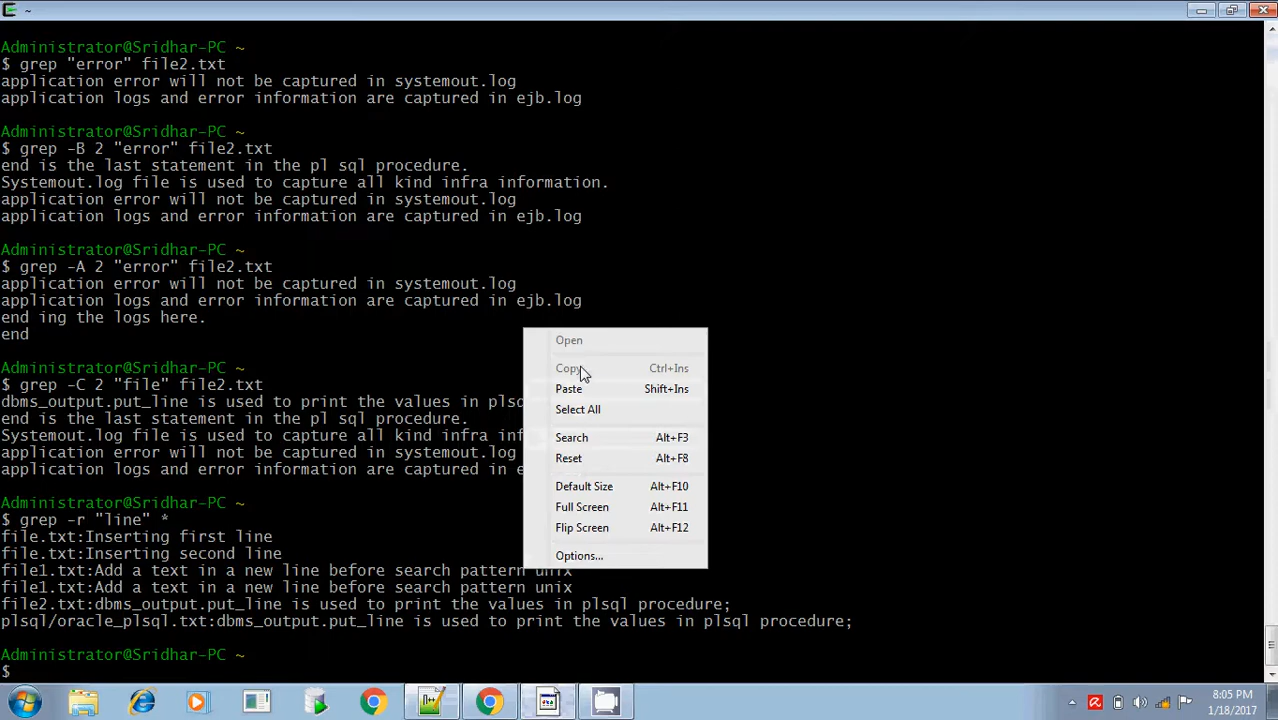 ~
Administrator@Sridhar-PC ~
$ grep "error" file2.txt
application error will not be captured in systemout.log
application logs and error information are captured in ejb.log
Administrator@Sridhar-PC ~
$ grep -B 2 "error" file2.txt
end is the last statement in the pl sql procedure.
Systemout.log file is used to capture all kind infra information.
application error will not be captured in systemout.log
application logs and error information are captured in ejb.log
Administrator@Sridhar-PC ~
$ grep -A 2 "error" file2.txt
application error will not be captured in systemout.log
application logs and error information are captured in ejb.log
end ing the logs here.
end
Administrator@Sridhar-PC ~
$ grep -C 2 "file" file2.txt
dbms_output.put_line is used to print the values in plsq
end is the last statement in the pl sql procedure.
Systemout.log file is used to capture all kind infra inf
application error will not be captured in systemout.log
application logs and error information are captured in e
Administrator@Sridhar-PC ~
$ grep -r "line" *
file.txt:Inserting first line
file.txt:Inserting second line
file1.txt:Add a text in a new line before search pattern unix
file1.txt:Add a text in a new line before search pattern unix
file2.txt:dbms_output.put_line is used to print the values in plsql procedure;
plsql/oracle_plsql.txt:dbms_output.put_line is used to print the values in plsql procedure;
Administrator@Sridhar-PC ~
$
Open
Copy Ctrl+Ins
Paste Shift+Ins
Select All
Search Alt+F3
Reset Alt+F8
Default Size Alt+F10
Full Screen Alt+F11
Flip Screen Alt+F12
Options...
8:05 PM
1/18/2017